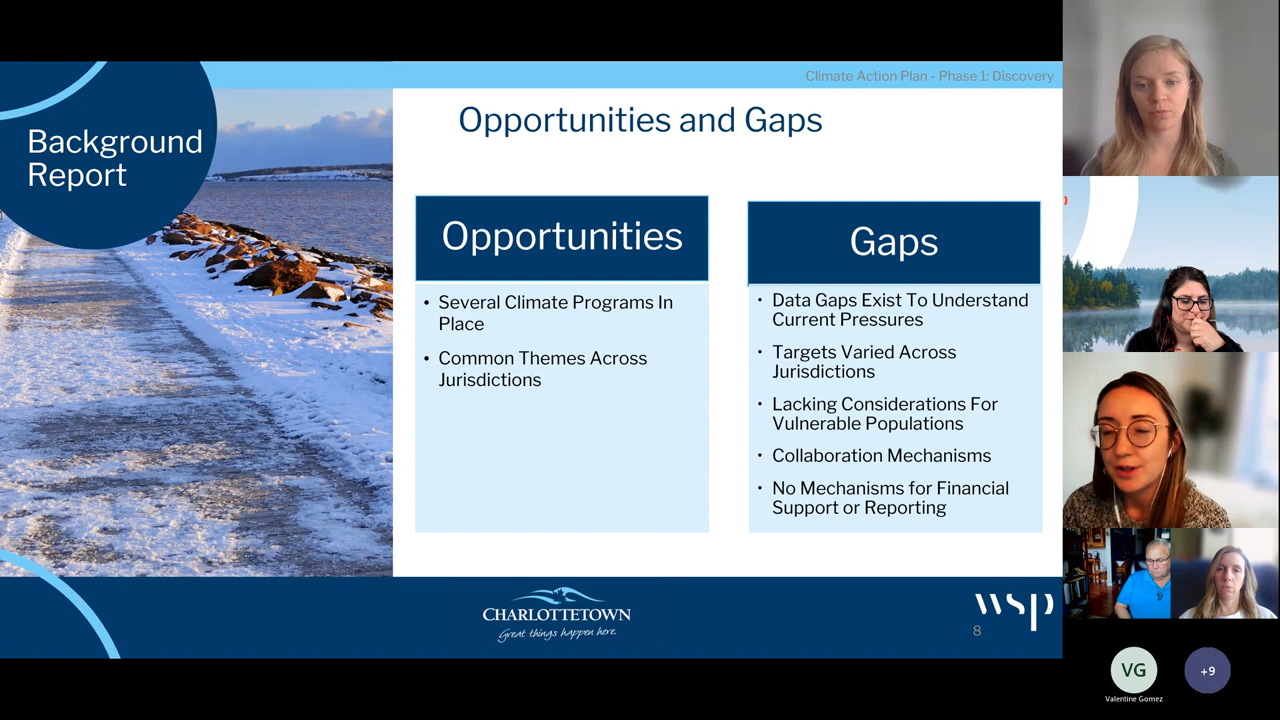 Climate Action Plan - Phase 1: Discovery
Background
Report
Opportunities and Gaps
Opportunities
• Several Climate Programs In
Place
• Common Themes Across
Jurisdictions
Gaps
• Data Gaps Exist To Understand
Current Pressures
• Targets Varied Across
Jurisdictions
• Lacking Considerations For
Vulnerable Populations
• Collaboration Mechanisms
• No Mechanisms for Financial
Support or Reporting
CHARLOTTETOWN
Great things happen here.
wsp
8
VG
Valentine Gomez
+9